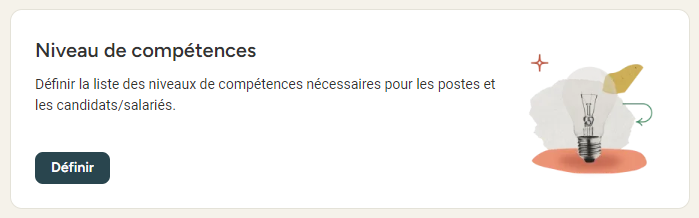 Niveau de compétences
Définir la liste des niveaux de compétences nécessaires pour les postes et
les candidats/salariés.
Définir